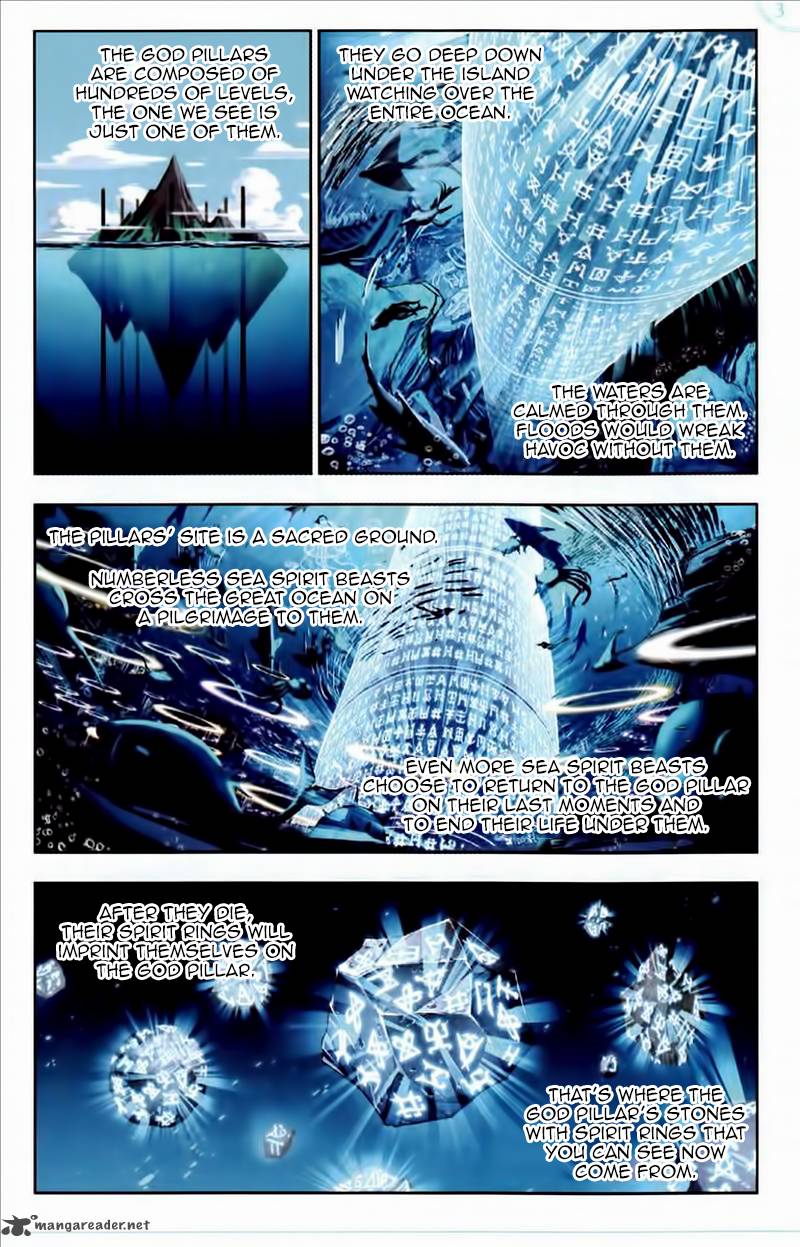 3
THE GOD PILLARS
ARE COMPOSED OF
HUNDREDS OF LEVELS,
THE ONE WE SEE IS
JUST ONE OF THEM.
THEY GO DEEP DOWN
UNDER THE ISLAND
WATCHING OVER THE
ENTIRE OCEAN.
THE WATERS ARE
CALMED THROUGH THEM.
FLOODS WOULD WREAK
HAVOC WITHOUT THEM.
THE PILLARS' SITE IS A SACRED GROUND.
NUMBERLESS SEA SPIRIT BEASTS
CROSS THE GREAT OCEAN ON
A PILGRIMAGE TO THEM.
EVEN MORE SEA SPIRIT BEASTS
CHOOSE TO RETURN TO THE GOD PILLAR
ON THEIR LAST MOMENTS AND
TO END THEIR LIFE UNDER THEM.
AFTER THEY DIE,
THEIR SPIRIT RINGS WILL
IMPRINT THEMSELVES ON
THE GOD PILLAR.
THAT'S WHERE THE
GOD PILLAR'S STONES
WITH SPIRIT RINGS THAT
YOU CAN SEE NOW
COME FROM.
mangareader.net